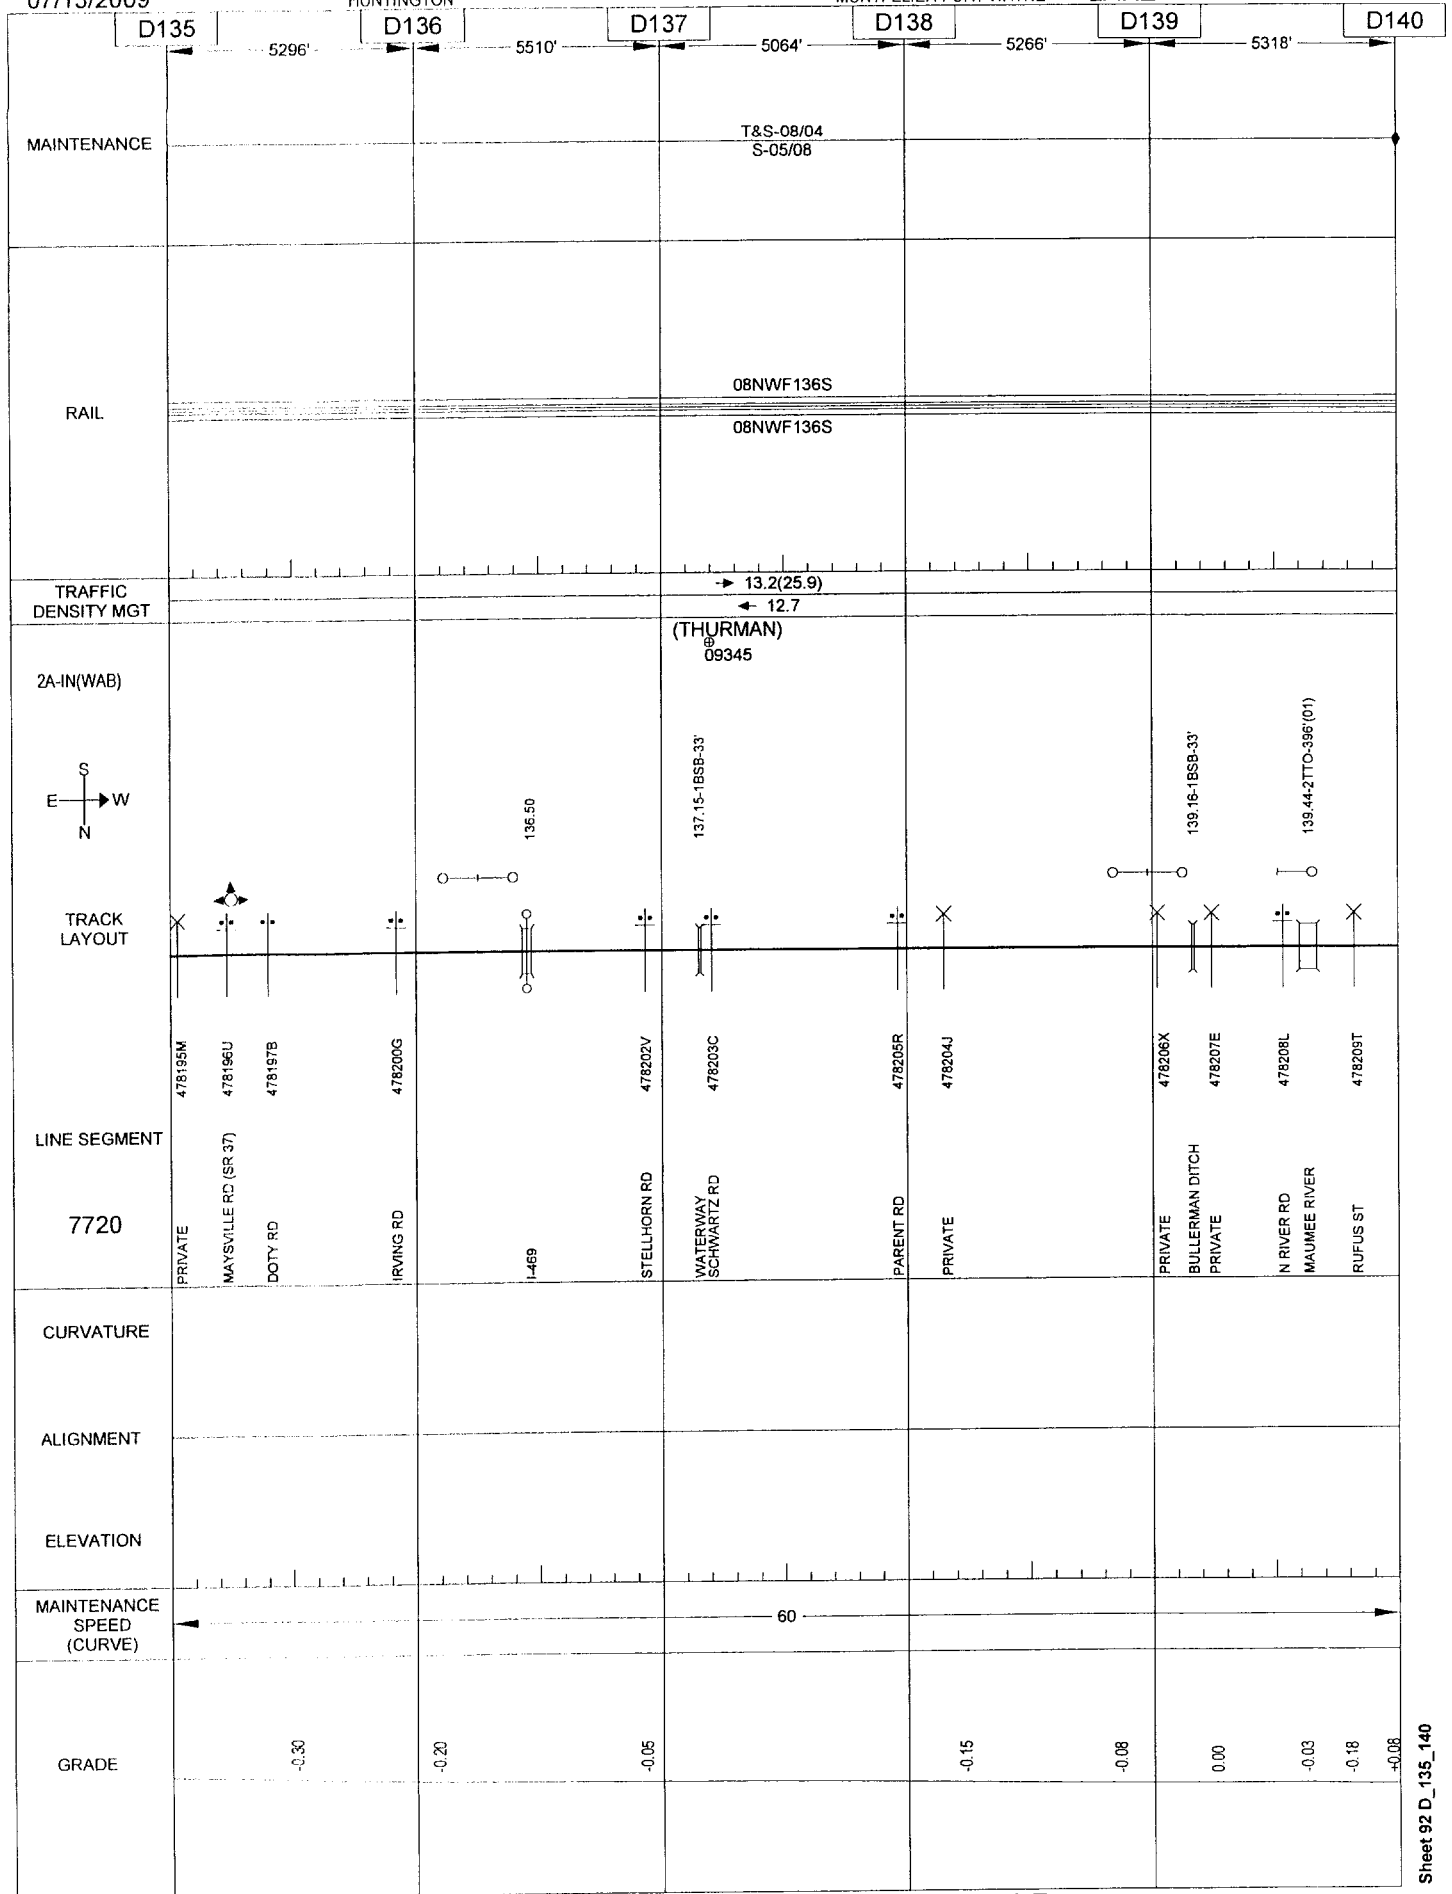 07/13/2009
HUNTINGTON
D135
D136
D137
D138
D139
D140
5296'
5510'
5064'
5266'
5318'
MAINTENANCE
T&S-08/04
S-05/08
RAIL
08NWF136S
08NWF136S
TRAFFIC
DENSITY MGT
13.2(25.9)
12.7
(THURMAN)
09345
2A-IN(WAB)
S
E
W
N
136.50
137.15-1BSB-33'
139.16-1BSB-33'
139.44-2TTO-396'(01)
TRACK
LAYOUT
478195M
478196U
478197B
478200G
478202V
478203C
478205R
478204J
478206X
478207E
478208L
478209T
LINE SEGMENT
7720
PRIVATE
MAYSVILLE RD (SR 37)
DOTY RD
IRVING RD
I-469
STELLHORN RD
WATERWAY
SCHWARTZ RD
PARENT RD
PRIVATE
PRIVATE
BULLERMAN DITCH
PRIVATE
N RIVER RD
MAUMEE RIVER
RUFUS ST
CURVATURE
ALIGNMENT
ELEVATION
MAINTENANCE
SPEED
(CURVE)
60
GRADE
-0.30
-0.20
-0.05
-0.15
-0.08
0.00
-0.03
-0.18
+0.08
Sheet 92 D_135_140